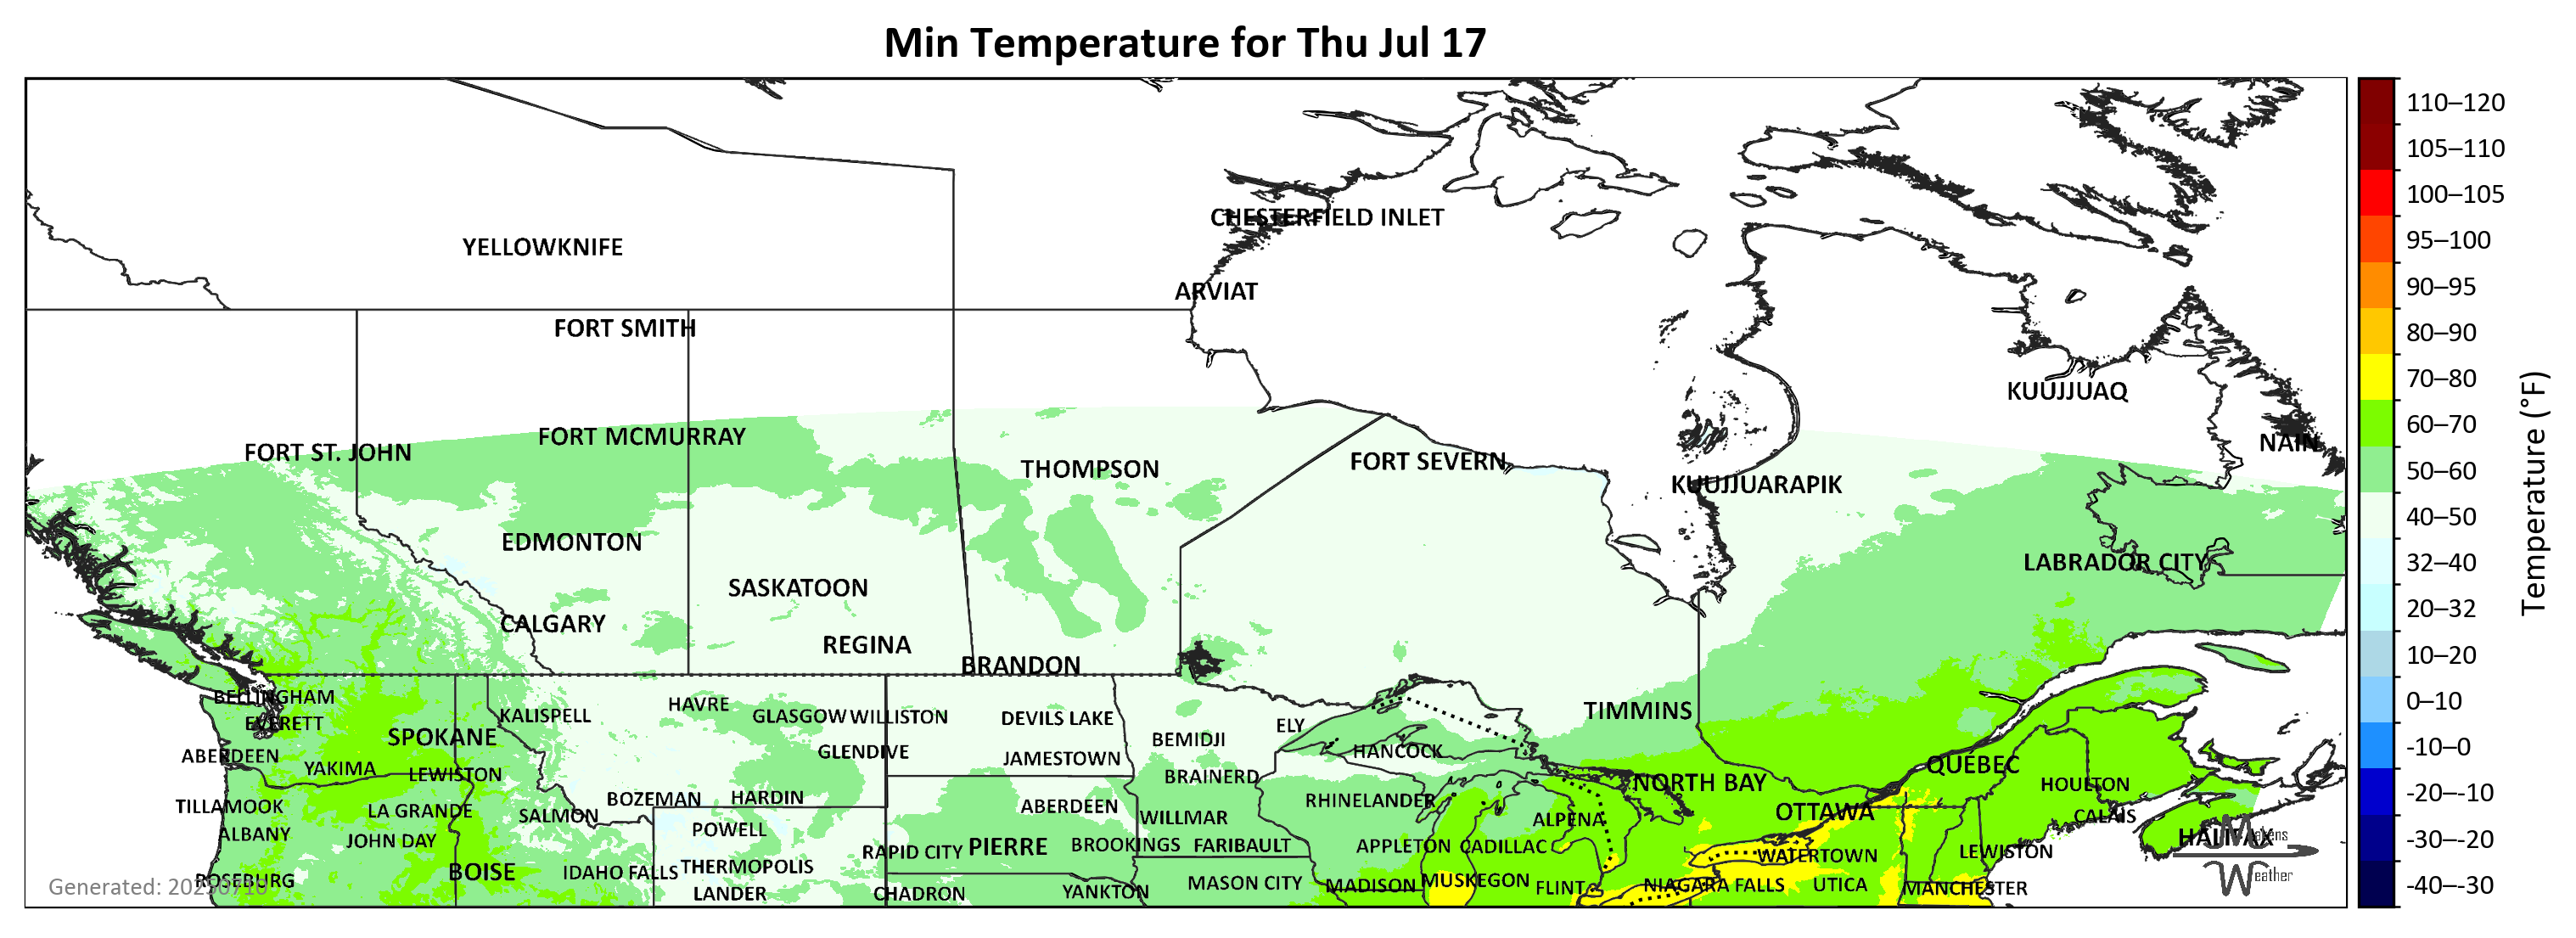 Min Temperature for Thu Jul 17
110–120
105–110
100–105
95–100
90–95
80–90
70–80
60–70
50–60
40–50
32–40
20–32
10–20
0–10
-10–0
-20–-10
-30–-20
-40–-30
Temperature (°F)
CHESTERFIELD INLET
YELLOWKNIFE
ARVIAT
FORT SMITH
KUUJJUAQ
FORT MCMURRAY
NAIN
FORT ST. JOHN
FORT SEVERN
THOMPSON
KUUJJUARAPIK
EDMONTON
LABRADOR CITY
SASKATOON
CALGARY
REGINA
BRANDON
BELLINGHAM
HAVRE
TIMMINS
KALISPELL
GLASGOW
WILLISTON
DEVILS LAKE
EVERETT
ELY
SPOKANE
BEMIDJI
HANCOCK
ABERDEEN
GLENDIVE
JAMESTOWN
QUÉBEC
YAKIMA
LEWISTON
BRAINERD
NORTH BAY
HOULTON
BOZEMAN
HARDIN
RHINELANDER
TILLAMOOK
LA GRANDE
ABERDEEN
SALMON
WILLMAR
ALPENA
OTTAWA
CALAIS
ALBANY
POWELL
JOHN DAY
HALIFAX
Makens
Weather
RAPID CITY
PIERRE
BROOKINGS
FARIBAULT
APPLETON
CADILLAC
WATERTOWN
LEWISTON
BOISE
IDAHO FALLS
THERMOPOLIS
ROSEBURG
MASON CITY
MADISON
MUSKEGON
FLINT
NIAGARA FALLS
UTICA
MANCHESTER
LANDER
CHADRON
YANKTON
Generated: 20250710